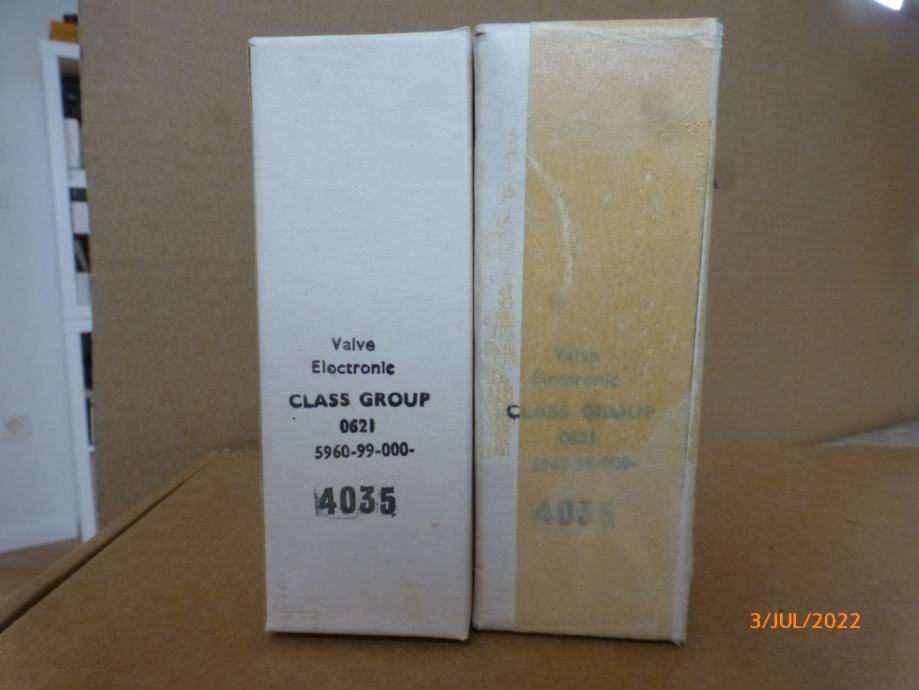 Valve
Electronic
CLASS GROUP
0621
5960-99-000-
4035
Valve
Electronic
CLASS GROUP
0621
5960-99-000-
4035
3/JUL/2022